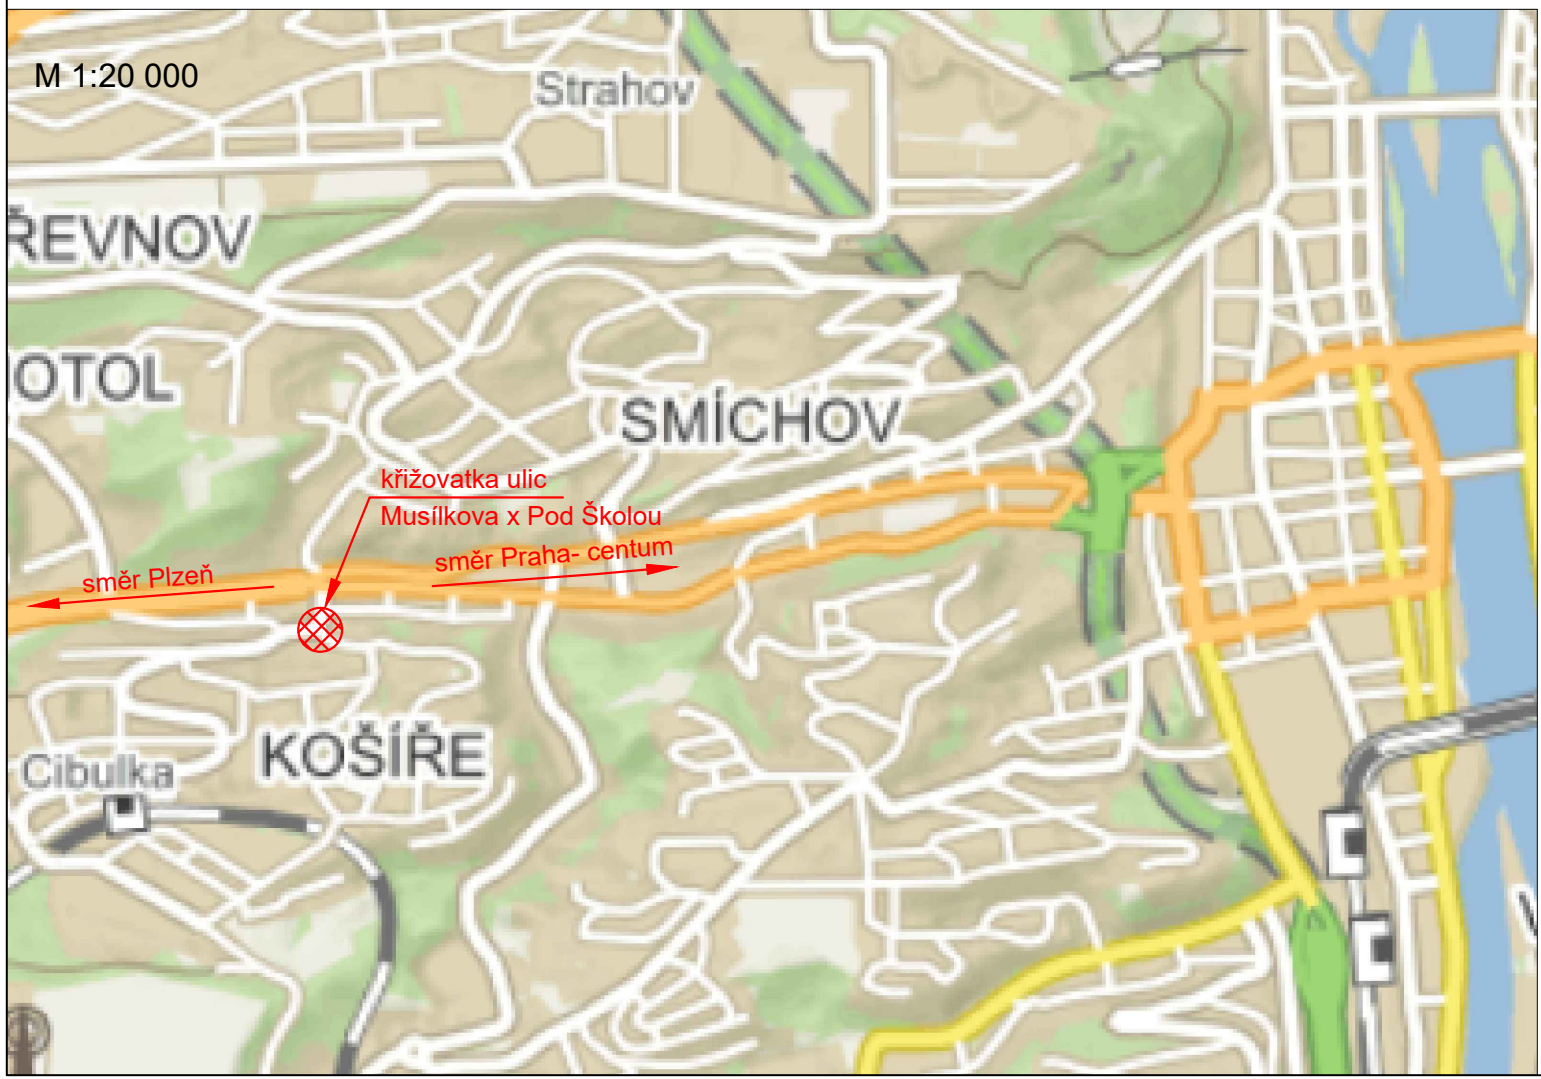 M 1:20 000
Strahov
ŘEVNOV
OTOL
SMÍCHOV
křižovatka ulic
Musílkova x Pod Školou
směr Praha- centum
směr Plzeň
KOŠÍŘE
Cibulka